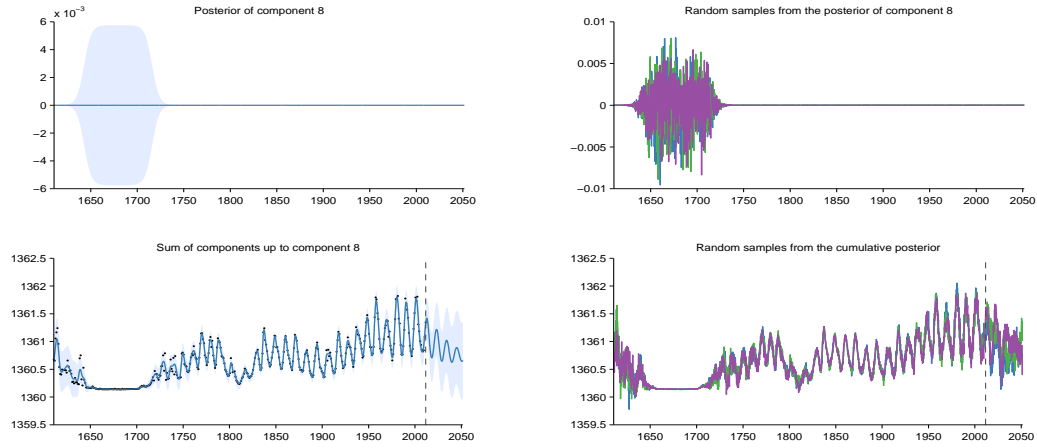 Posterior of component 8
x 10⁻³
6
4
2
0
−2
−4
−6
1650 1700 1750 1800 1850 1900 1950 2000 2050
Random samples from the posterior of component 8
0.01
0.005
0
−0.005
−0.01
1650 1700 1750 1800 1850 1900 1950 2000 2050
Sum of components up to component 8
1362.5
1362
1361.5
1361
1360.5
1360
1359.5
1650 1700 1750 1800 1850 1900 1950 2000 2050
Random samples from the cumulative posterior
1362.5
1362
1361.5
1361
1360.5
1360
1359.5
1650 1700 1750 1800 1850 1900 1950 2000 2050